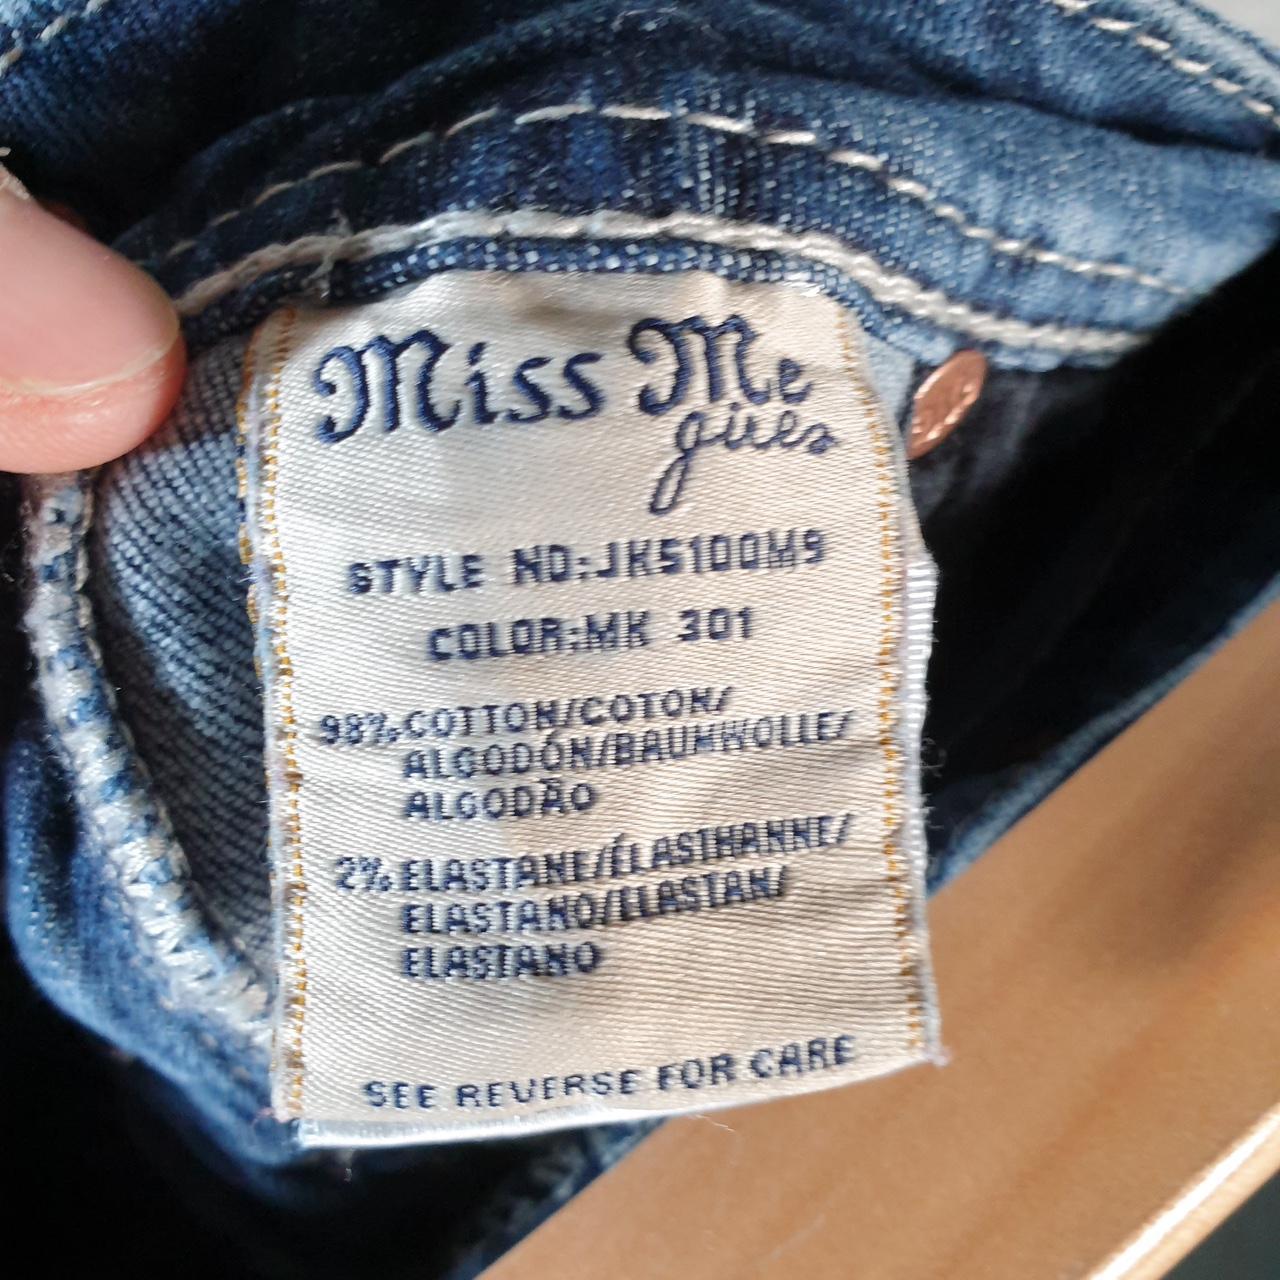 Miss Me
girls
STYLE NO:JK5100M9
COLOR:MK 301
98% COTTON/COTON/
ALGODÓN/BAUMWOLLE/
ALGODÃO
2% ELASTANE/ÉLASTHANNE/
ELASTANO/ELASTAN/
ELASTANO
SEE REVERSE FOR CARE